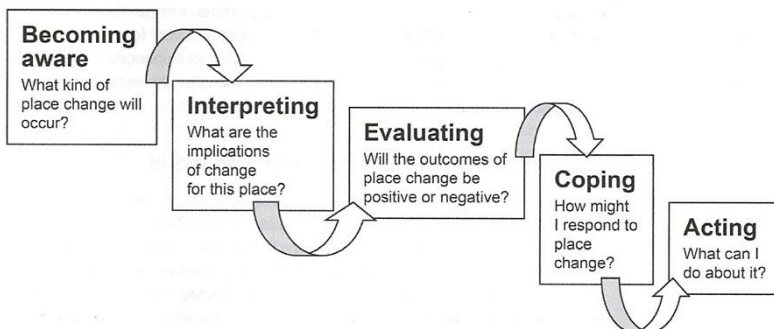 Becoming
aware
What kind of
place change will
occur?
Interpreting
What are the
implications
of change
for this place?
Evaluating
Will the outcomes of
place change be
positive or negative?
Coping
How might
I respond to
place
change?
Acting
What can I
do about it?